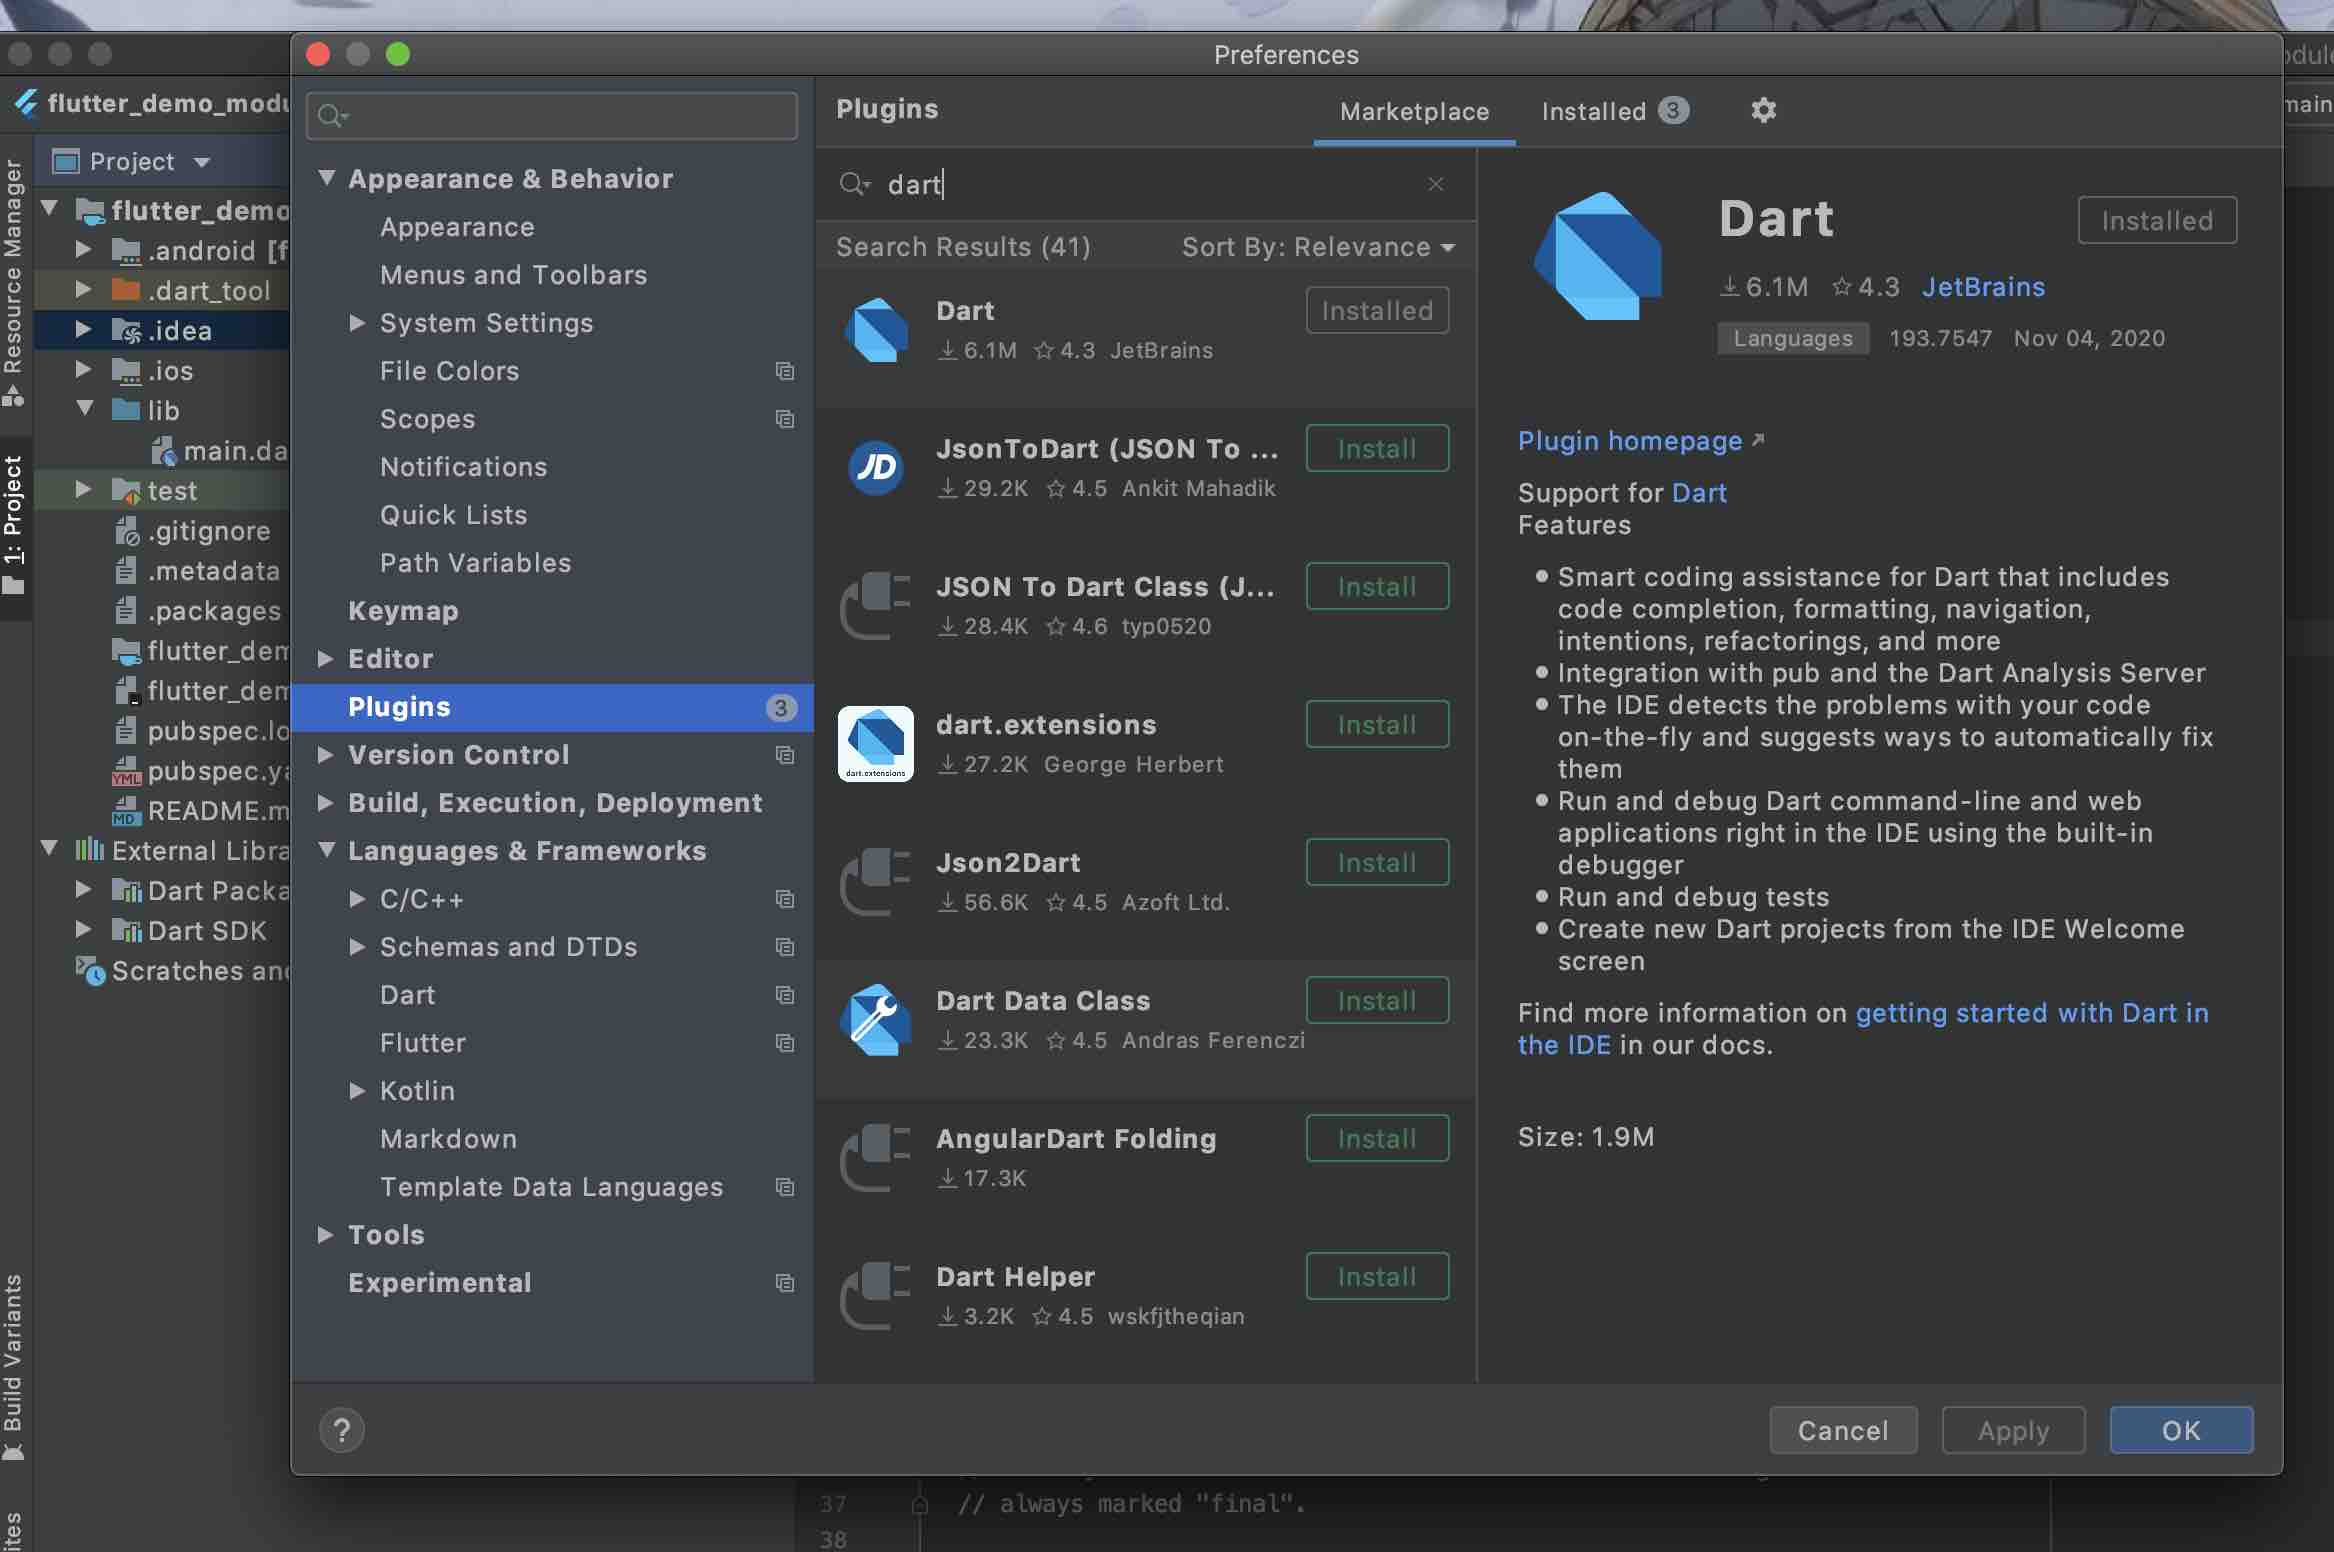 Preferences
flutter_demo_modu
Project
flutter_demo
.android [f
.dart_tool
.idea
.ios
lib
main.da
test
.gitignore
.metadata
.packages
flutter_dem
flutter_dem
pubspec.lo
YML pubspec.ya
MD README.m
External Libra
Dart Packa
Dart SDK
Scratches and
Resource Manager
1: Project
Build Variants
ites
Appearance & Behavior
Appearance
Menus and Toolbars
System Settings
File Colors
Scopes
Notifications
Quick Lists
Path Variables
Keymap
Editor
Plugins 3
Version Control
Build, Execution, Deployment
Languages & Frameworks
C/C++
Schemas and DTDs
Dart
Flutter
Kotlin
Markdown
Template Data Languages
Tools
Experimental
Plugins
Marketplace
Installed 3
dart
Search Results (41) Sort By: Relevance
Dart Installed
6.1M 4.3 JetBrains
JD
JsonToDart (JSON To ... Install
29.2K 4.5 Ankit Mahadik
JSON To Dart Class (J... Install
28.4K 4.6 typ0520
dart.extensions
dart.extensions Install
27.2K George Herbert
Json2Dart Install
56.6K 4.5 Azoft Ltd.
Dart Data Class Install
23.3K 4.5 Andras Ferenczi
AngularDart Folding Install
17.3K
Dart Helper Install
3.2K 4.5 wskfjtheqian
Dart Installed
6.1M 4.3 JetBrains
Languages 193.7547 Nov 04, 2020
Plugin homepage
Support for Dart
Features
Smart coding assistance for Dart that includes
code completion, formatting, navigation,
intentions, refactorings, and more
Integration with pub and the Dart Analysis Server
The IDE detects the problems with your code
on-the-fly and suggests ways to automatically fix
them
Run and debug Dart command-line and web
applications right in the IDE using the built-in
debugger
Run and debug tests
Create new Dart projects from the IDE Welcome
screen
Find more information on getting started with Dart in
the IDE in our docs.
Size: 1.9M
?
Cancel Apply OK
odule
main
37 // always marked "final".
38